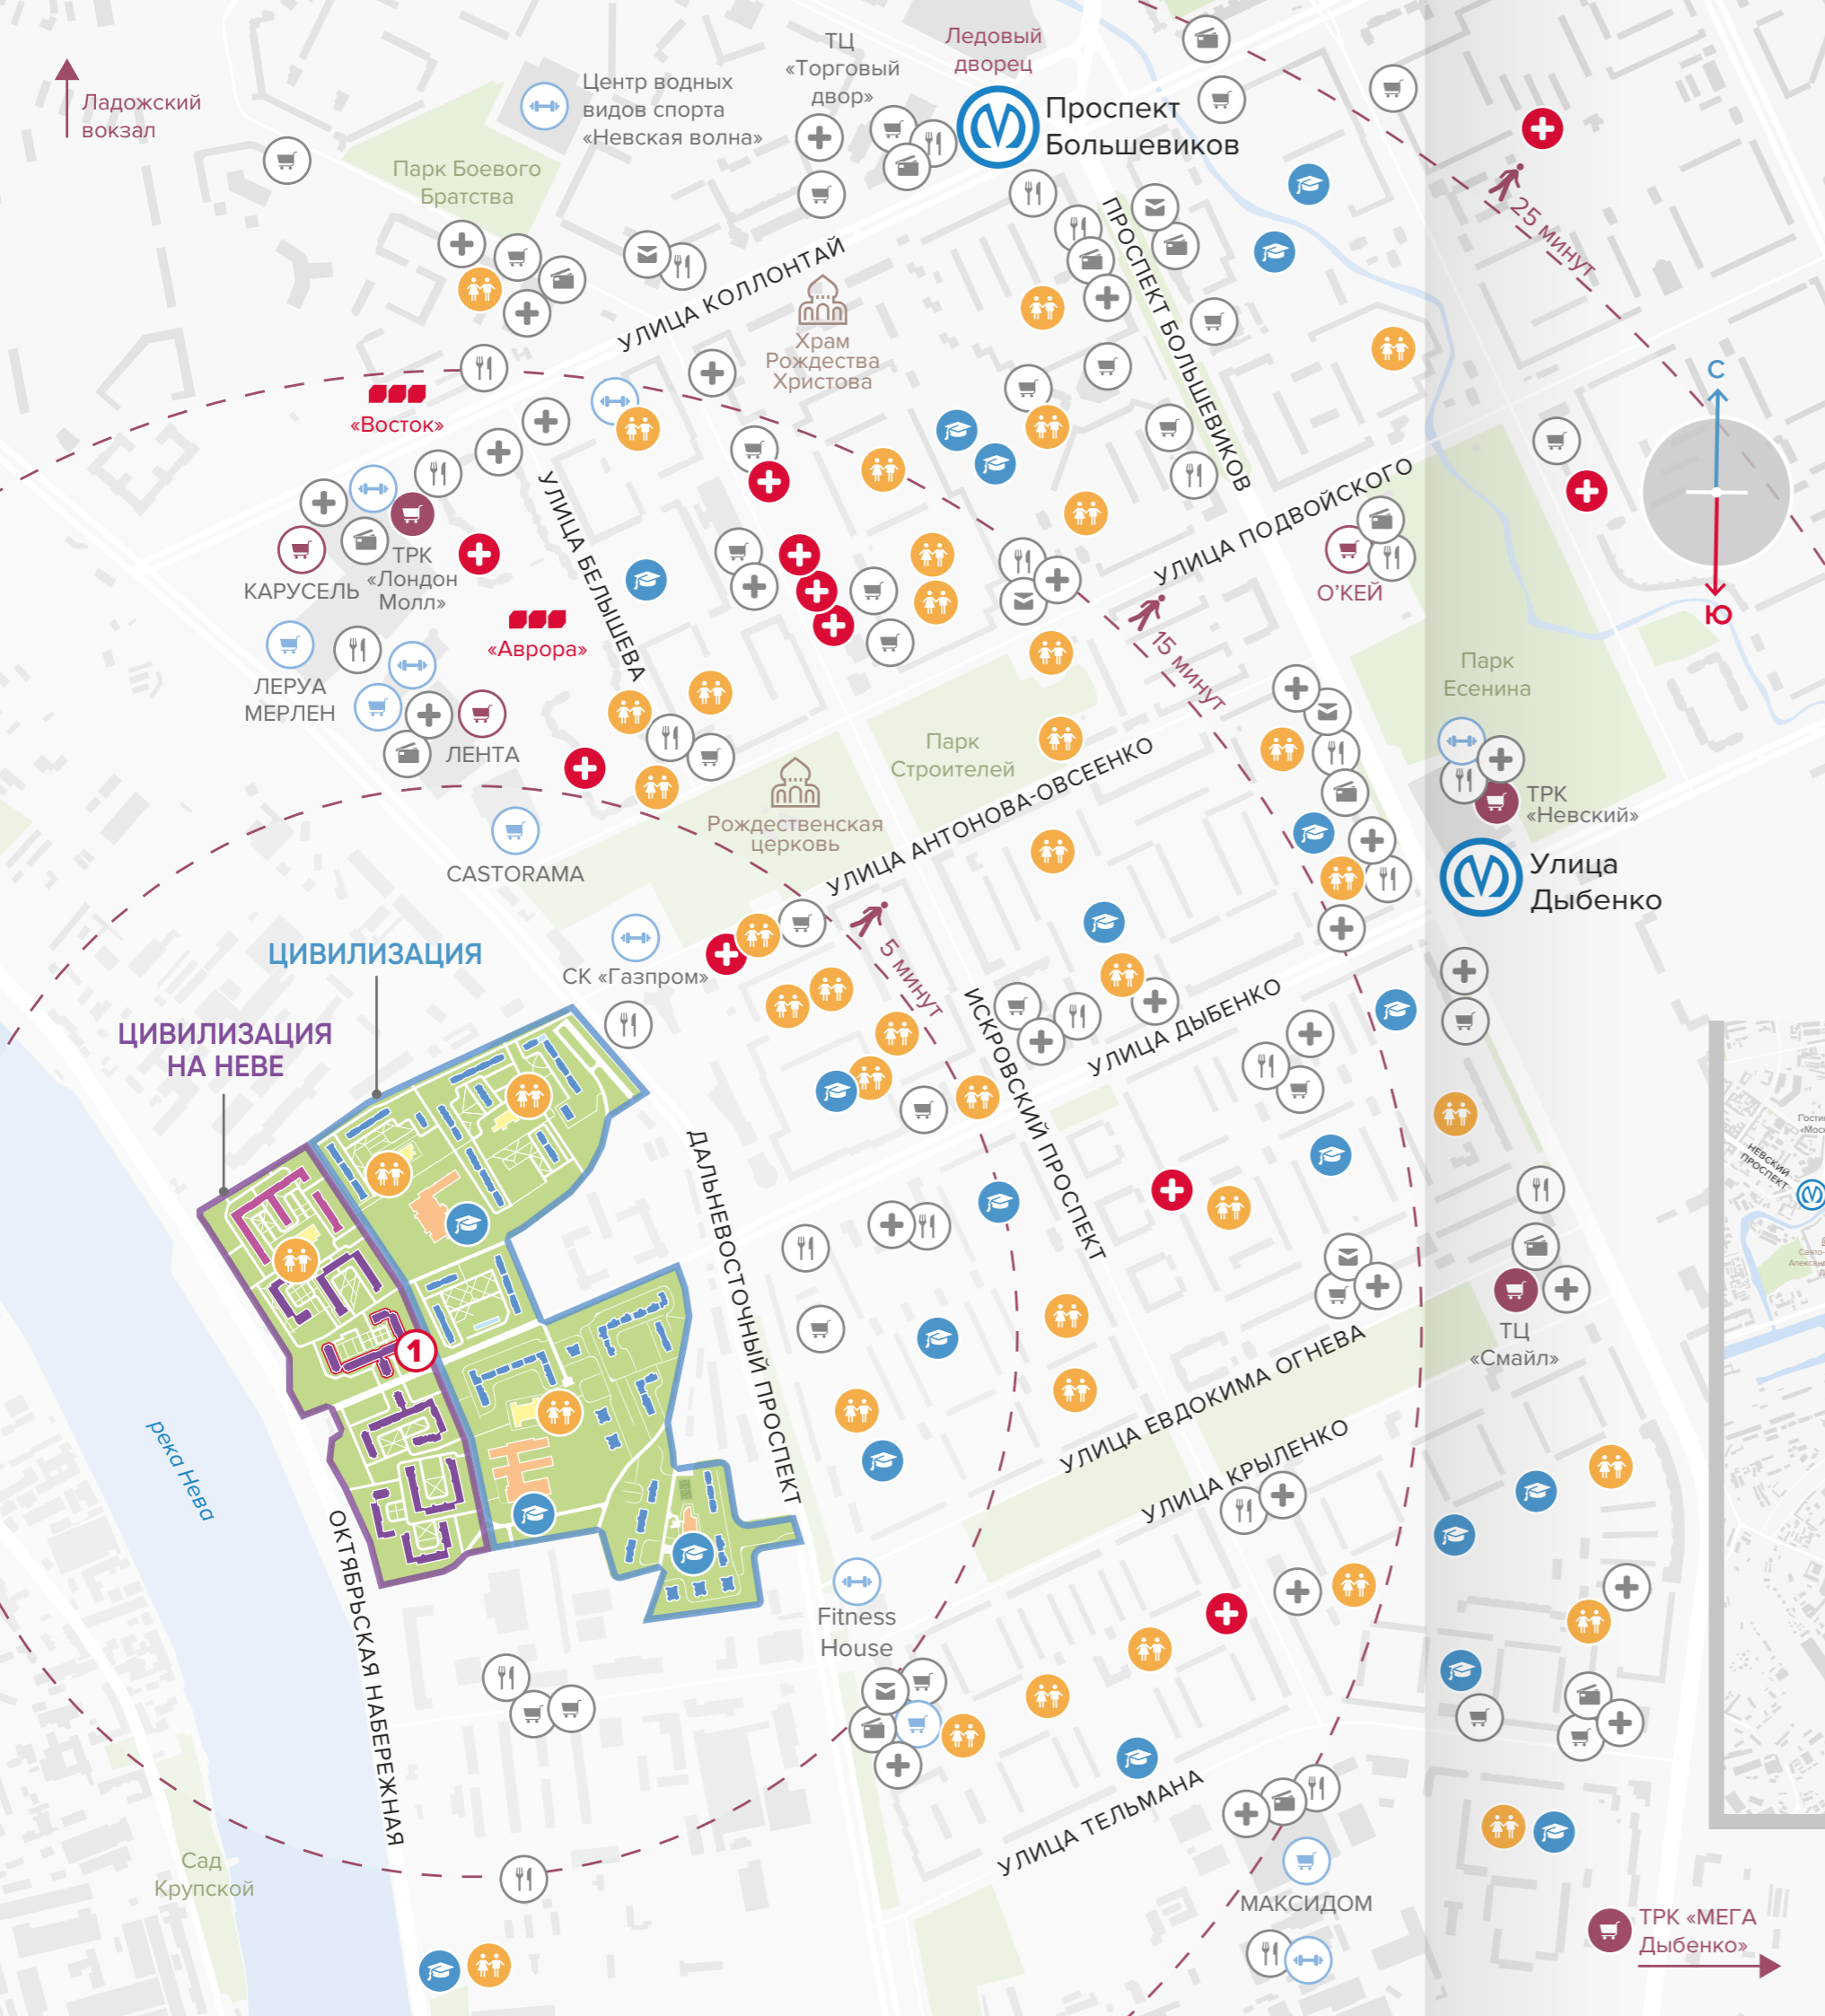 Ладожский
вокзал
Центр водных
видов спорта
«Невская волна»
ТЦ
«Торговый
двор»
Ледовый
дворец
Проспект
Большевиков
Парк Боевого
Братства
25 минут
УЛИЦА КОЛЛОНТАЙ
ПРОСПЕКТ БОЛЬШЕВИКОВ
Храм
Рождества
Христова
С
Ю
«Восток»
УЛИЦА ПОДВОЙСКОГО
О'КЕЙ
КАРУСЕЛЬ
ТРК
«Лондон
Молл»
УЛИЦА БЕЛЫШЕВА
«Аврора»
15 минут
ЛЕРУА
МЕРЛЕН
ЛЕНТА
Парк
Есенина
Парк
Строителей
ТРК
«Невский»
Рождественская
церковь
УЛИЦА АНТОНОВА-ОВСЕЕНКО
CASTORAMA
Улица
Дыбенко
ЦИВИЛИЗАЦИЯ
СК «Газпром»
5 минут
ЦИВИЛИЗАЦИЯ
НА НЕВЕ
ИСКРОВСКИЙ ПРОСПЕКТ
УЛИЦА ДЫБЕНКО
ДАЛЬНЕВОСТОЧНЫЙ ПРОСПЕКТ
НЕВСКИЙ
ПРОСПЕКТ
1
ТЦ
«Смайл»
УЛИЦА ЕВДОКИМА ОГНЕВА
УЛИЦА КРЫЛЕНКО
река Нева
ОКТЯБРЬСКАЯ НАБЕРЕЖНАЯ
Fitness
House
УЛИЦА ТЕЛЬМАНА
Сад
Крупской
МАКСИДОМ
ТРК «МЕГА
Дыбенко»